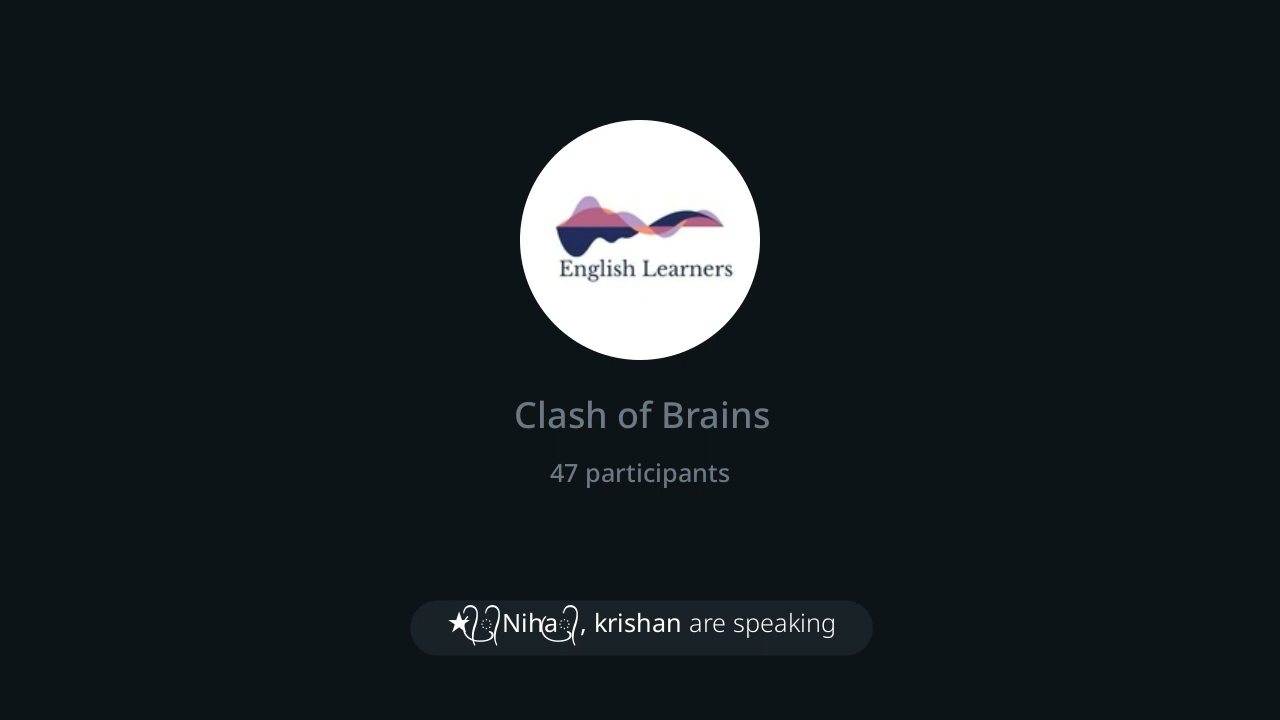 English Learners
Clash of Brains
47 participants
★Niha, krishan are speaking